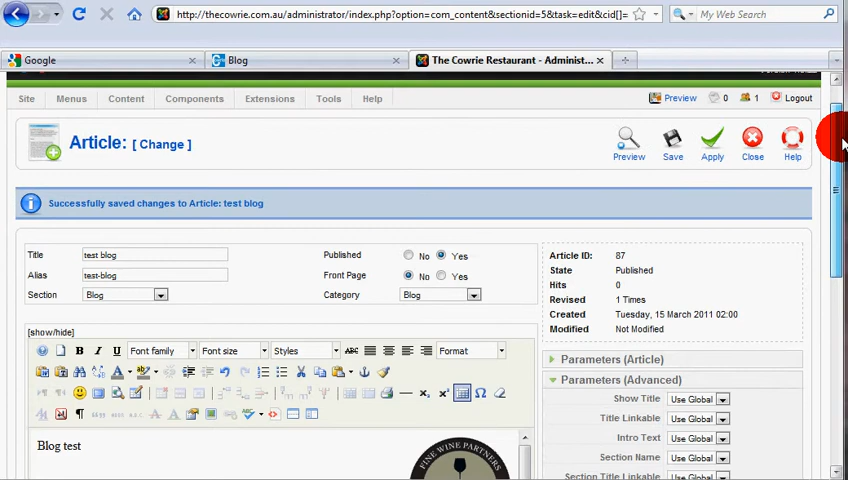 http://thecowrie.com.au/administrator/index.php?option=com_content&sectionid=5&task=edit&cid[]=
My Web Search
Google
Blog
The Cowrie Restaurant - Administ...
Site Menus Content Components Extensions Tools Help
Preview 0 1 Logout
Article: [ Change ]
Preview Save Apply Close Help
Successfully saved changes to Article: test blog
Title test blog Published No Yes
Alias test-blog Front Page No Yes
Section Blog Category Blog
Article ID: 87
State Published
Hits 0
Revised 1 Times
Created Tuesday, 15 March 2011 02:00
Modified Not Modified
[show/hide]
B I U Font family Font size Styles ABC Format
Parameters (Article)
Parameters (Advanced)
Show Title Use Global
Title Linkable Use Global
Intro Text Use Global
Section Name Use Global
Section Title Linkable Use Global
Blog test
FINE WINE PARTNERS